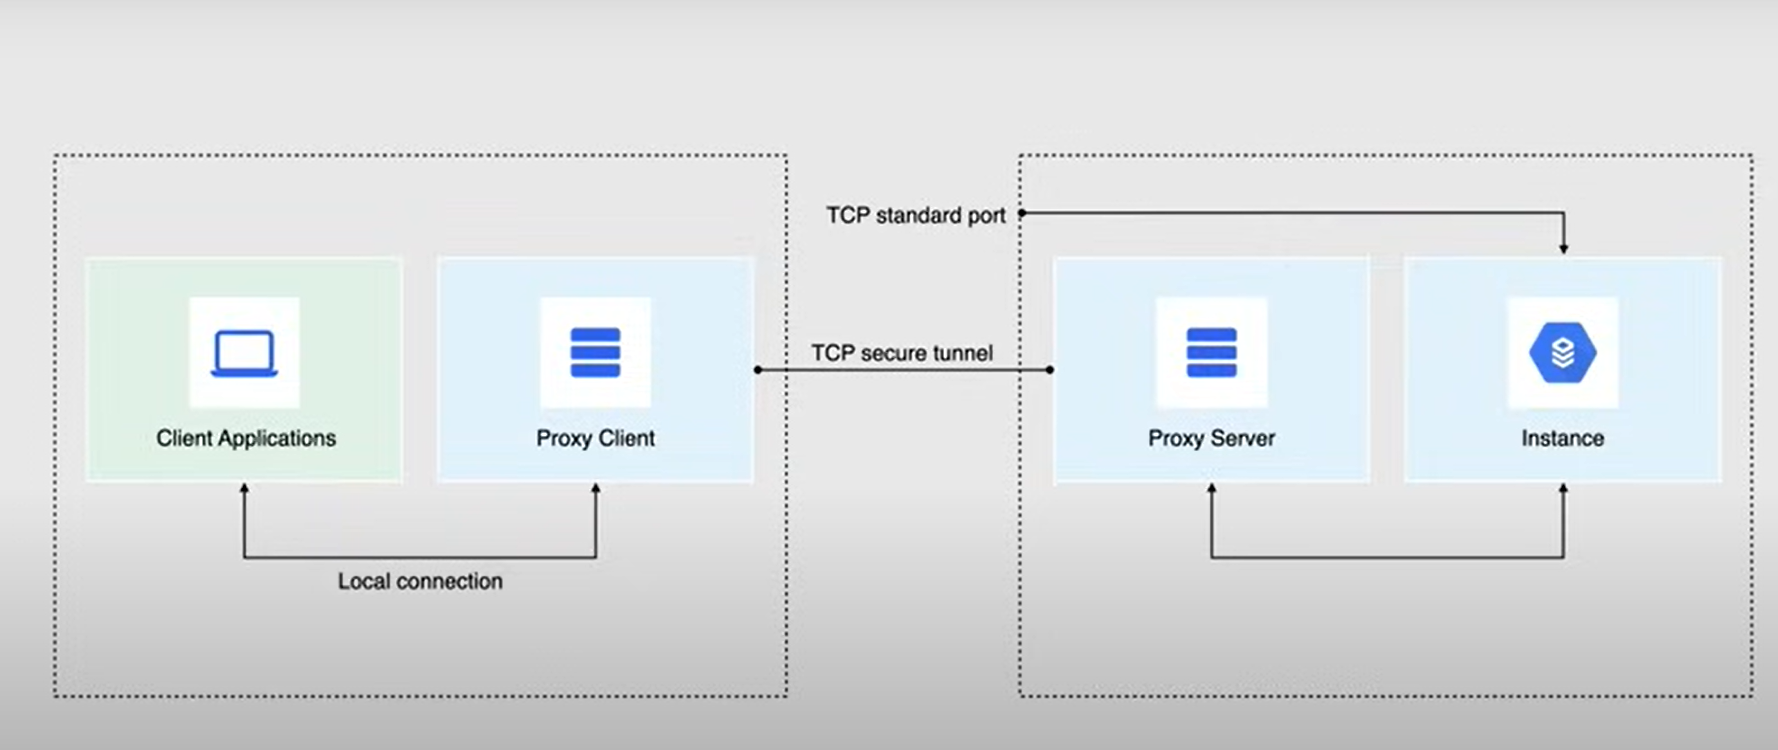 TCP standard port
TCP secure tunnel
Client Applications
Proxy Client
Proxy Server
Instance
Local connection